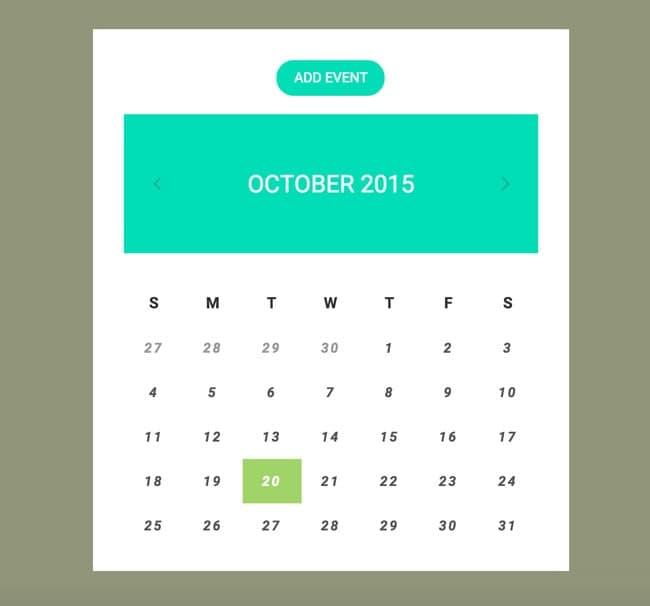 ADD EVENT
OCTOBER 2015
S M T W T F S
27 28 29 30 1 2 3
4 5 6 7 8 9 10
11 12 13 14 15 16 17
18 19 20 21 22 23 24
25 26 27 28 29 30 31